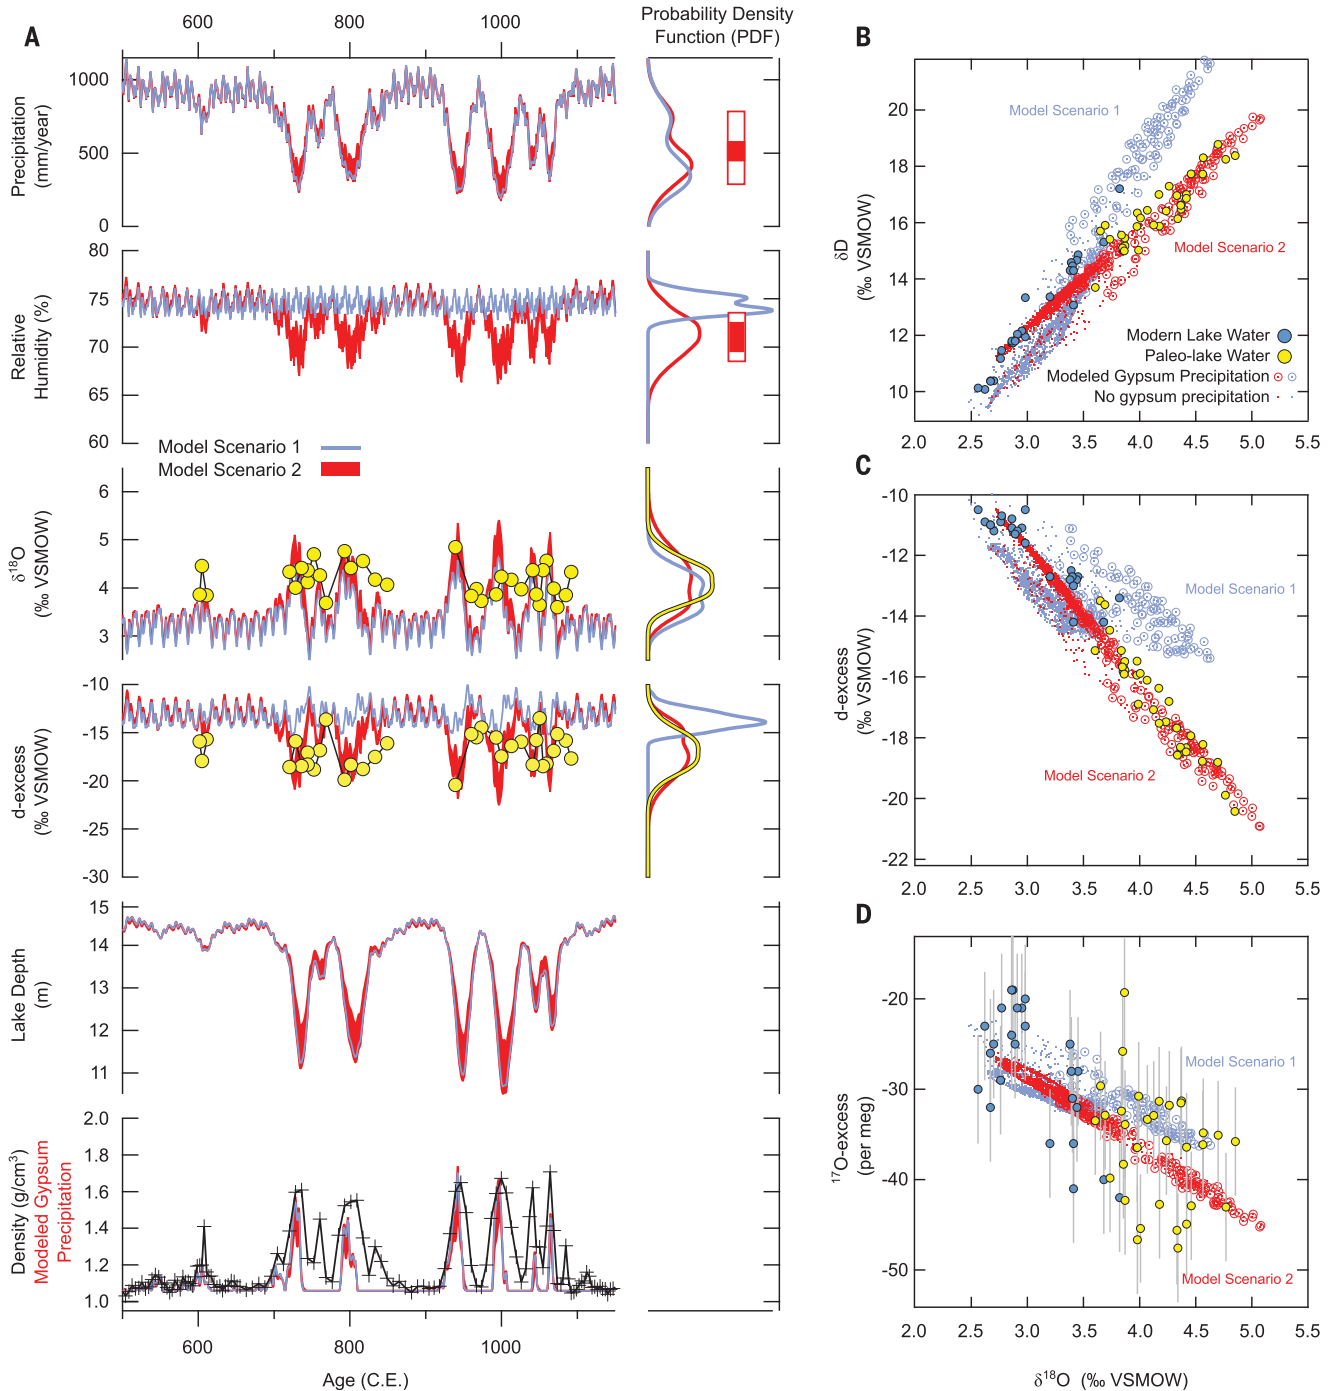 A
600
800
1000
Probability Density
Function (PDF)
Precipitation
(mm/year)
1000
500
0
Relative
Humidity (%)
80
75
70
65
60
Model Scenario 1
Model Scenario 2
δ18O
(‰ VSMOW)
6
5
4
3
d-excess
(‰ VSMOW)
-10
-15
-20
-25
-30
Lake Depth
(m)
15
14
13
12
11
Density (g/cm3)
Modeled Gypsum
Precipitation
2.0
1.8
1.6
1.4
1.2
1.0
600
800
1000
Age (C.E.)
B
δD
(‰ VSMOW)
20
18
16
14
12
10
Model Scenario 1
Model Scenario 2
Modern Lake Water
Paleo-lake Water
Modeled Gypsum Precipitation
No gypsum precipitation
2.0
2.5
3.0
3.5
4.0
4.5
5.0
5.5
C
d-excess
(‰ VSMOW)
-10
-12
-14
-16
-18
-20
-22
Model Scenario 1
Model Scenario 2
2.0
2.5
3.0
3.5
4.0
4.5
5.0
5.5
D
17O-excess
(per meg)
-20
-30
-40
-50
Model Scenario 1
Model Scenario 2
2.0
2.5
3.0
3.5
4.0
4.5
5.0
5.5
δ18O (‰ VSMOW)